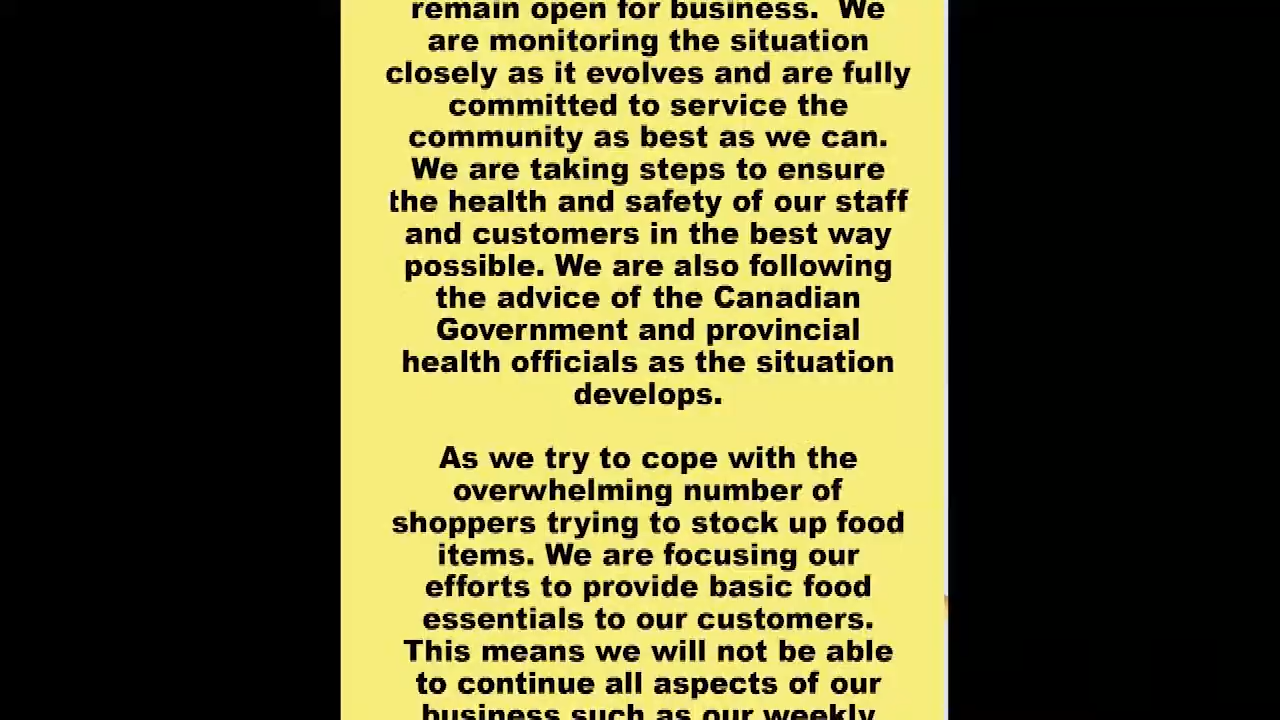 remain open for business.  We
are monitoring the situation
closely as it evolves and are fully
committed to service the
community as best as we can.
We are taking steps to ensure
the health and safety of our staff
and customers in the best way
possible. We are also following
the advice of the Canadian
Government and provincial
health officials as the situation
develops.
As we try to cope with the
overwhelming number of
shoppers trying to stock up food
items. We are focusing our
efforts to provide basic food
essentials to our customers.
This means we will not be able
to continue all aspects of our
business such as our weekly